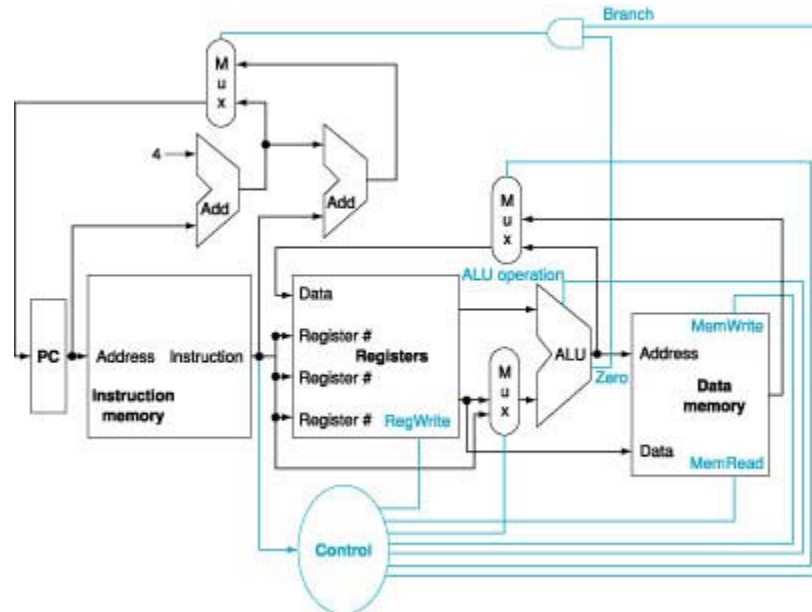 Branch
M
u
x
4
Add
Add
M
u
x
ALU operation
Data
PC
Address
Instruction
Register #
Registers
Register #
Register #
RegWrite
Instruction
memory
M
u
x
ALU
Zero
MemWrite
Address
Data
memory
Data
MemRead
Control